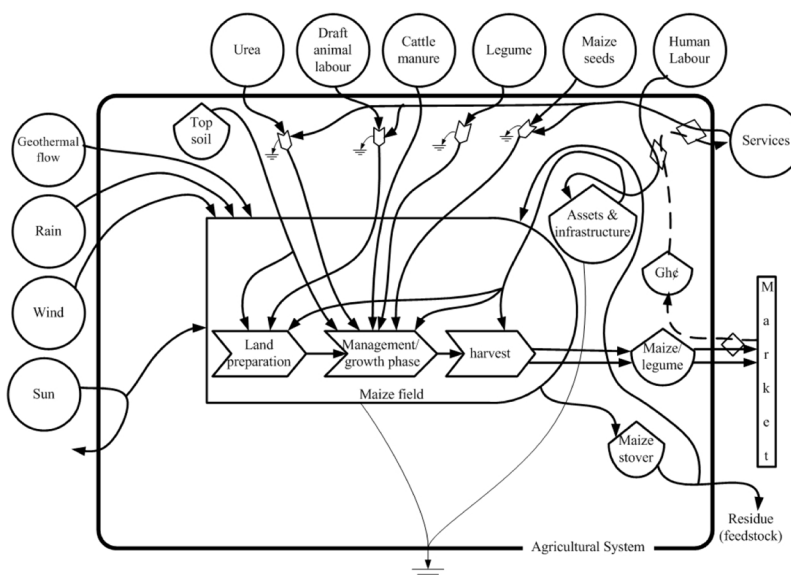 Urea
Draft
animal
labour
Cattle
manure
Legume
Maize
seeds
Human
Labour
Top
soil
Services
Geothermal
flow
Rain
Wind
Sun
Assets &
infrastructure
Gh¢
Market
Land
preparation
Management/
growth phase
harvest
Maize/
legume
Maize field
Maize
stover
Residue
(feedstock)
Agricultural System